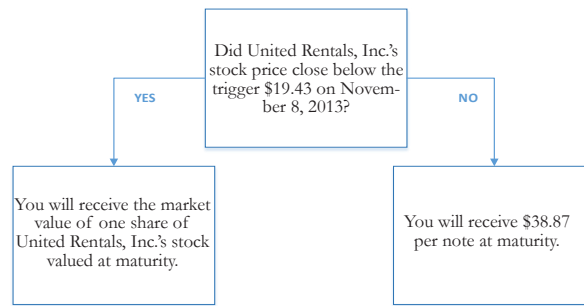 Did United Rentals, Inc.'s
stock price close below the
trigger $19.43 on Novem-
ber 8, 2013?
YES
NO
You will receive the market
value of one share of
United Rentals, Inc.'s stock
valued at maturity.
You will receive $38.87
per note at maturity.